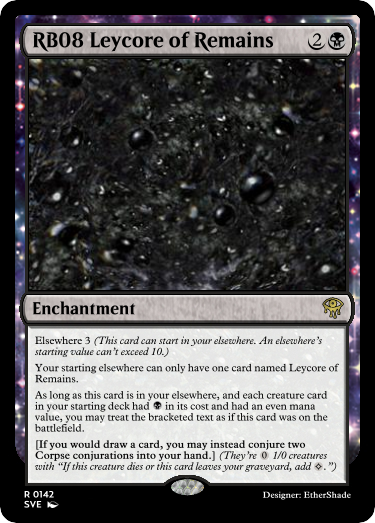 RB08 Leycore of Remains 2
Enchantment
Elsewhere 3 (This card can start in your elsewhere. An elsewhere's
starting value can't exceed 10.)
Your starting elsewhere can only have one card named Leycore of
Remains.
As long as this card is in your elsewhere, and each creature card
in your starting deck had in its cost and had an even mana
value, you may treat the bracketed text as if this card was on the
battlefield.
[If you would draw a card, you may instead conjure two
Corpse conjurations into your hand.] (They're 0 1/0 creatures
with "If this creature dies or this card leaves your graveyard, add .")
R 0142
SVE
Designer: EtherShade